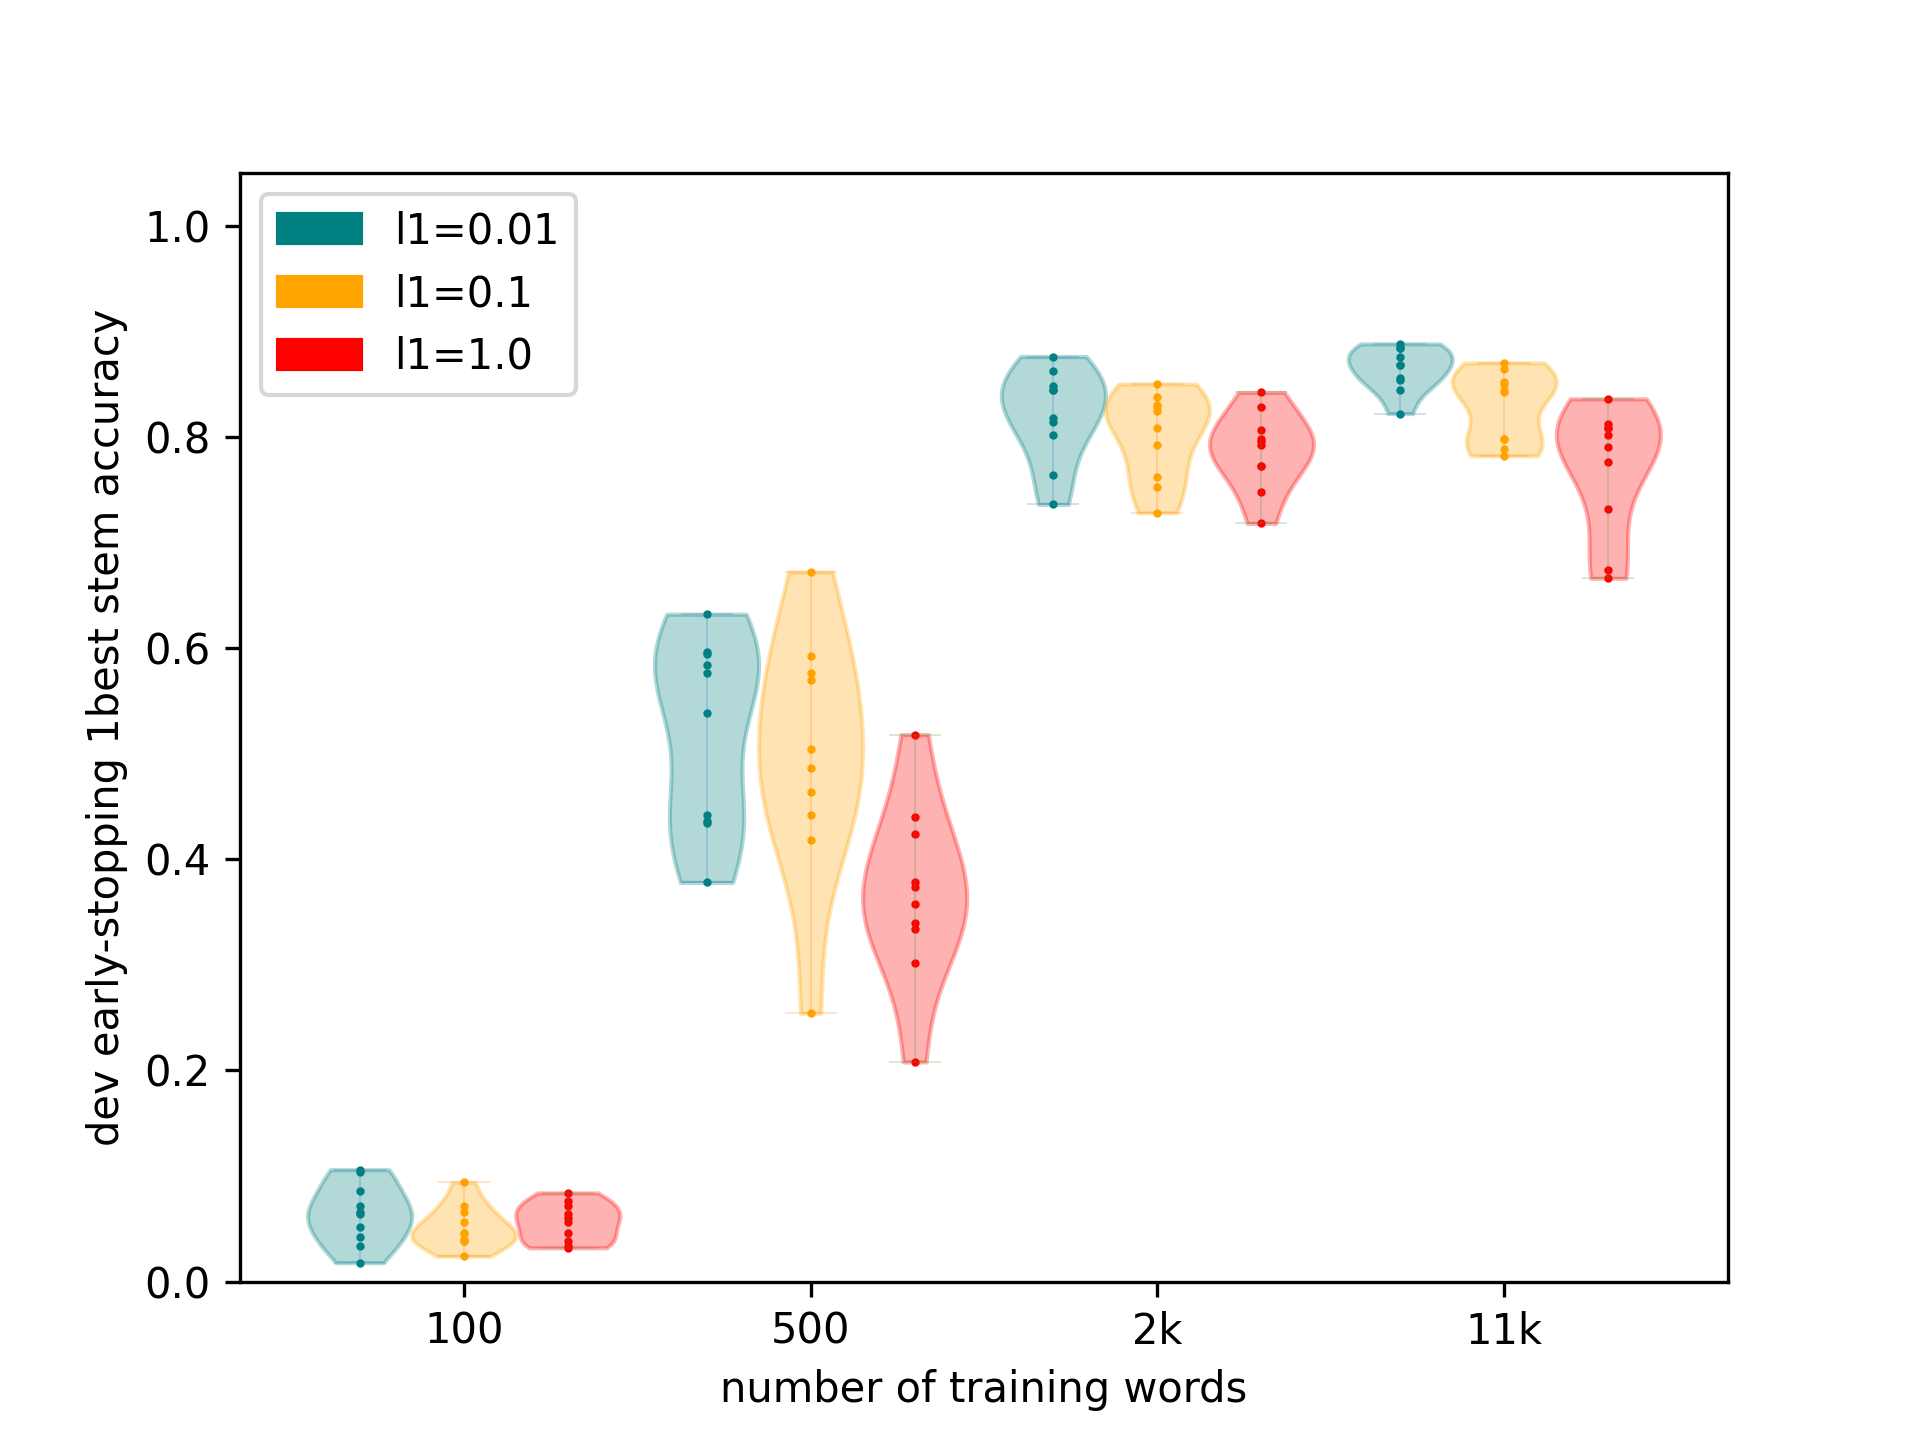 l1=0.01
l1=0.1
l1=1.0
1.0
0.8
0.6
0.4
0.2
0.0
dev early-stopping 1best stem accuracy
100
500
2k
11k
number of training words